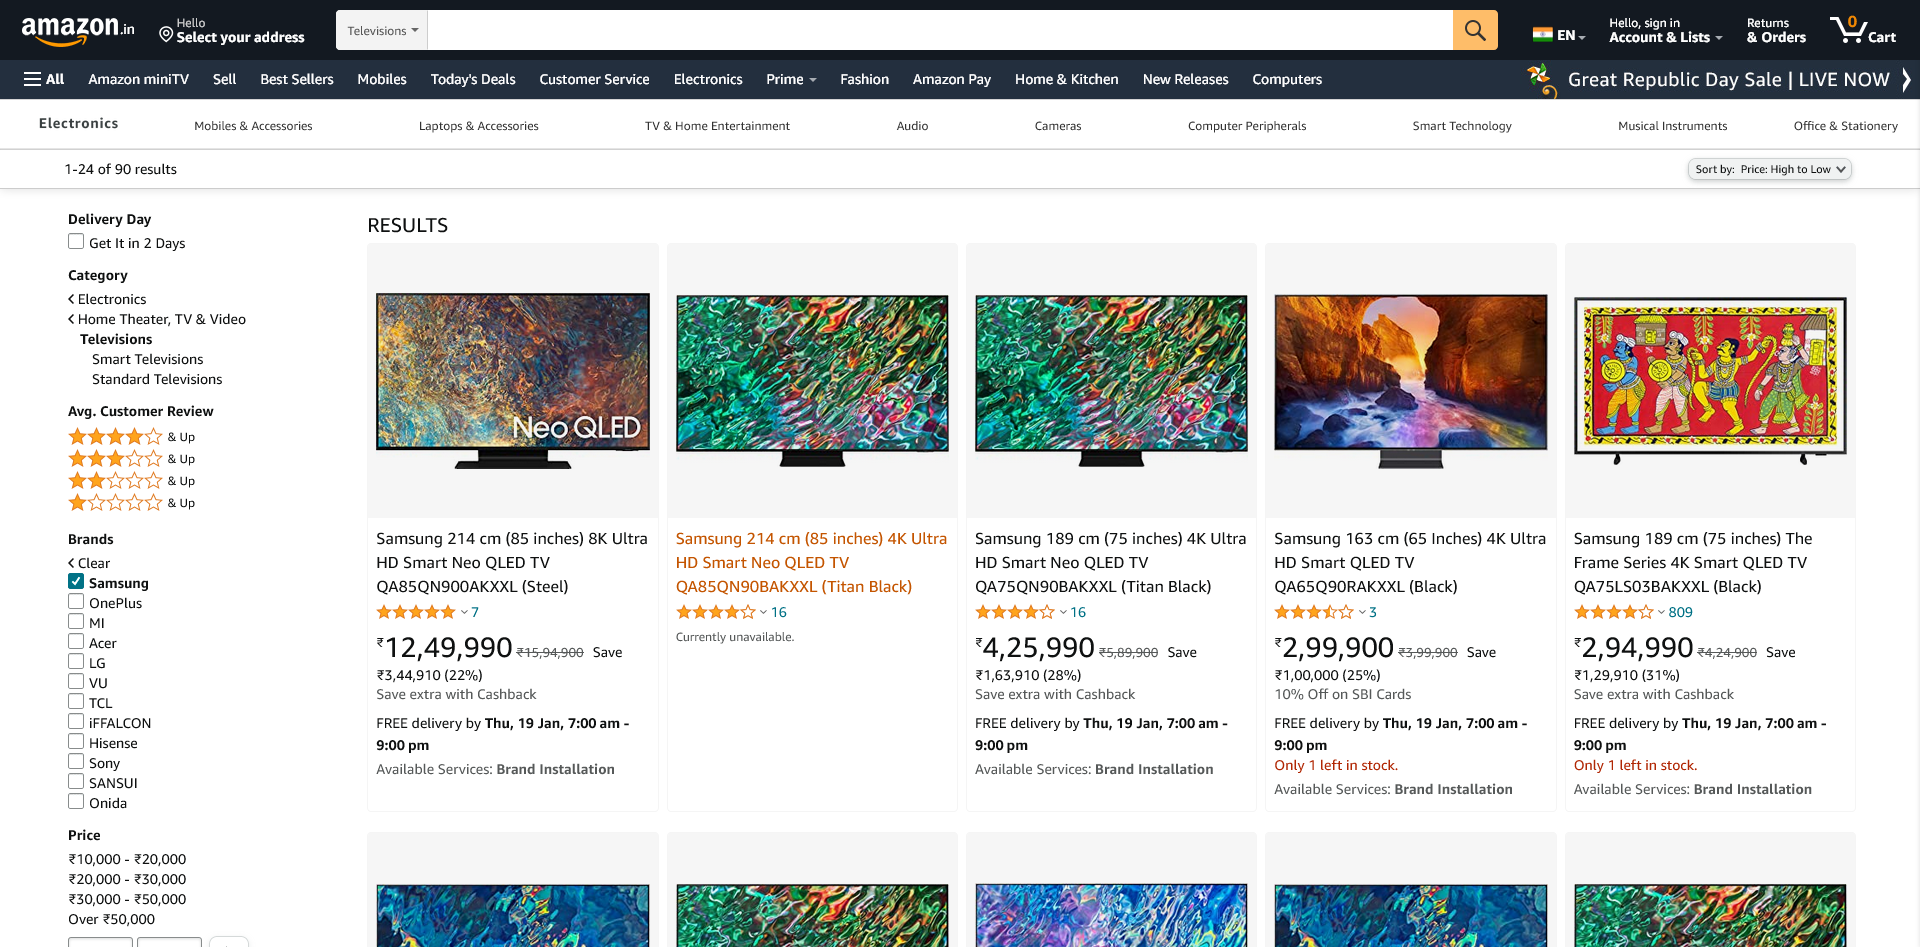 amazon.in
Hello
Select your address
Televisions
EN
Hello, sign in
Account & Lists
Returns
& Orders
0
Cart
All
Amazon miniTV
Sell
Best Sellers
Mobiles
Today's Deals
Customer Service
Electronics
Prime
Fashion
Amazon Pay
Home & Kitchen
New Releases
Computers
Great Republic Day Sale | LIVE NOW
Electronics
Mobiles & Accessories
Laptops & Accessories
TV & Home Entertainment
Audio
Cameras
Computer Peripherals
Smart Technology
Musical Instruments
Office & Stationery
1-24 of 90 results
Sort by: Price: High to Low
Delivery Day
Get It in 2 Days
Category
Electronics
Home Theater, TV & Video
Televisions
Smart Televisions
Standard Televisions
Avg. Customer Review
& Up
& Up
& Up
& Up
Brands
Clear
Samsung
OnePlus
MI
Acer
LG
VU
TCL
iFFALCON
Hisense
Sony
SANSUI
Onida
Price
₹10,000 - ₹20,000
₹20,000 - ₹30,000
₹30,000 - ₹50,000
Over ₹50,000
RESULTS
Neo QLED
Samsung 214 cm (85 inches) 8K Ultra
HD Smart Neo QLED TV
QA85QN900AKXXL (Steel)
7
₹12,49,990 ₹15,94,900 Save
₹3,44,910 (22%)
Save extra with Cashback
FREE delivery by Thu, 19 Jan, 7:00 am -
9:00 pm
Available Services: Brand Installation
Samsung 214 cm (85 inches) 4K Ultra
HD Smart Neo QLED TV
QA85QN90BAKXXL (Titan Black)
16
Currently unavailable.
Samsung 189 cm (75 inches) 4K Ultra
HD Smart Neo QLED TV
QA75QN90BAKXXL (Titan Black)
16
₹4,25,990 ₹5,89,900 Save
₹1,63,910 (28%)
Save extra with Cashback
FREE delivery by Thu, 19 Jan, 7:00 am -
9:00 pm
Available Services: Brand Installation
Samsung 163 cm (65 Inches) 4K Ultra
HD Smart QLED TV
QA65Q90RAKXXL (Black)
3
₹2,99,900 ₹3,99,900 Save
₹1,00,000 (25%)
10% Off on SBI Cards
FREE delivery by Thu, 19 Jan, 7:00 am -
9:00 pm
Only 1 left in stock.
Available Services: Brand Installation
Samsung 189 cm (75 inches) The
Frame Series 4K Smart QLED TV
QA75LS03BAKXXL (Black)
809
₹2,94,990 ₹4,24,900 Save
₹1,29,910 (31%)
Save extra with Cashback
FREE delivery by Thu, 19 Jan, 7:00 am -
9:00 pm
Only 1 left in stock.
Available Services: Brand Installation